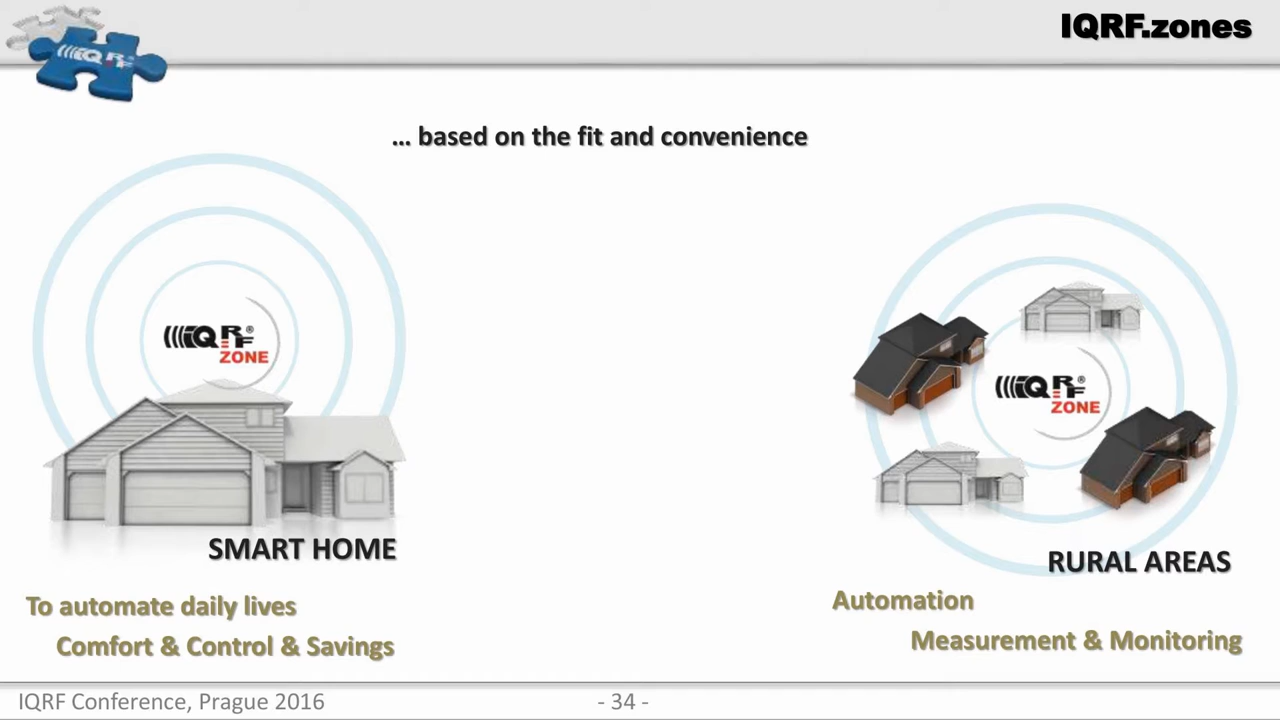 IQRF
IQRF.zones
… based on the fit and convenience
IQRF®
ZONE
SMART HOME
To automate daily lives
Comfort & Control & Savings
IQRF®
ZONE
RURAL AREAS
Automation
Measurement & Monitoring
IQRF Conference, Prague 2016
- 34 -